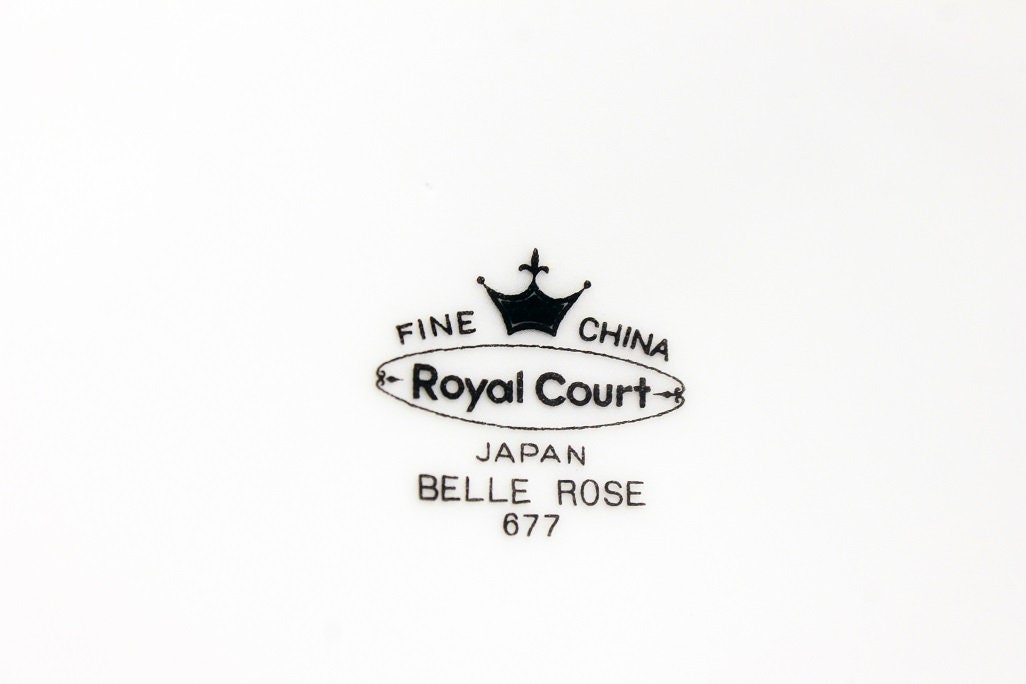 FINE CHINA
Royal Court
JAPAN
BELLE ROSE
677